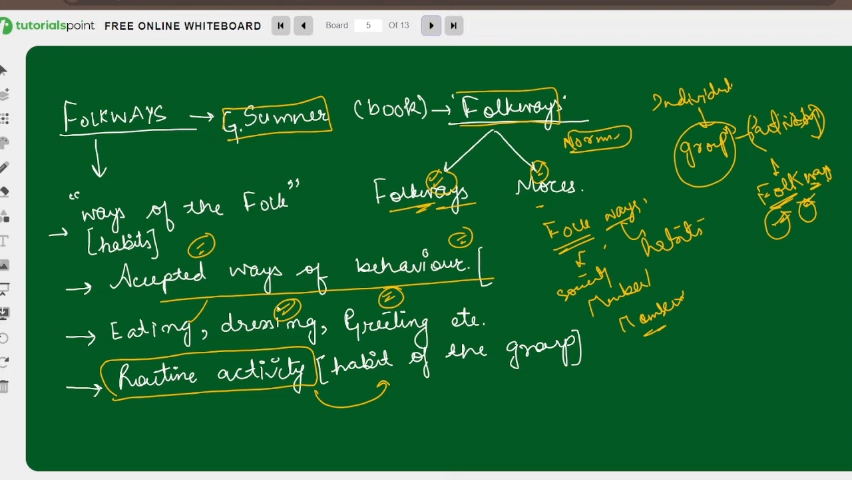 tutorialspoint FREE ONLINE WHITEBOARD Board 5 Of 13
FOLKWAYS → G. Sumner (book) → 'Folkways'
Norms
Folkways Mores.
"ways of the Folk"
→ [habits]
→ Accepted ways of behaviour. [
→ Eating, dressing, Greeting etc.
→ Routine activity [habit of the group]
Individual
group
Folkways
Folk ways.
habits
society
Member